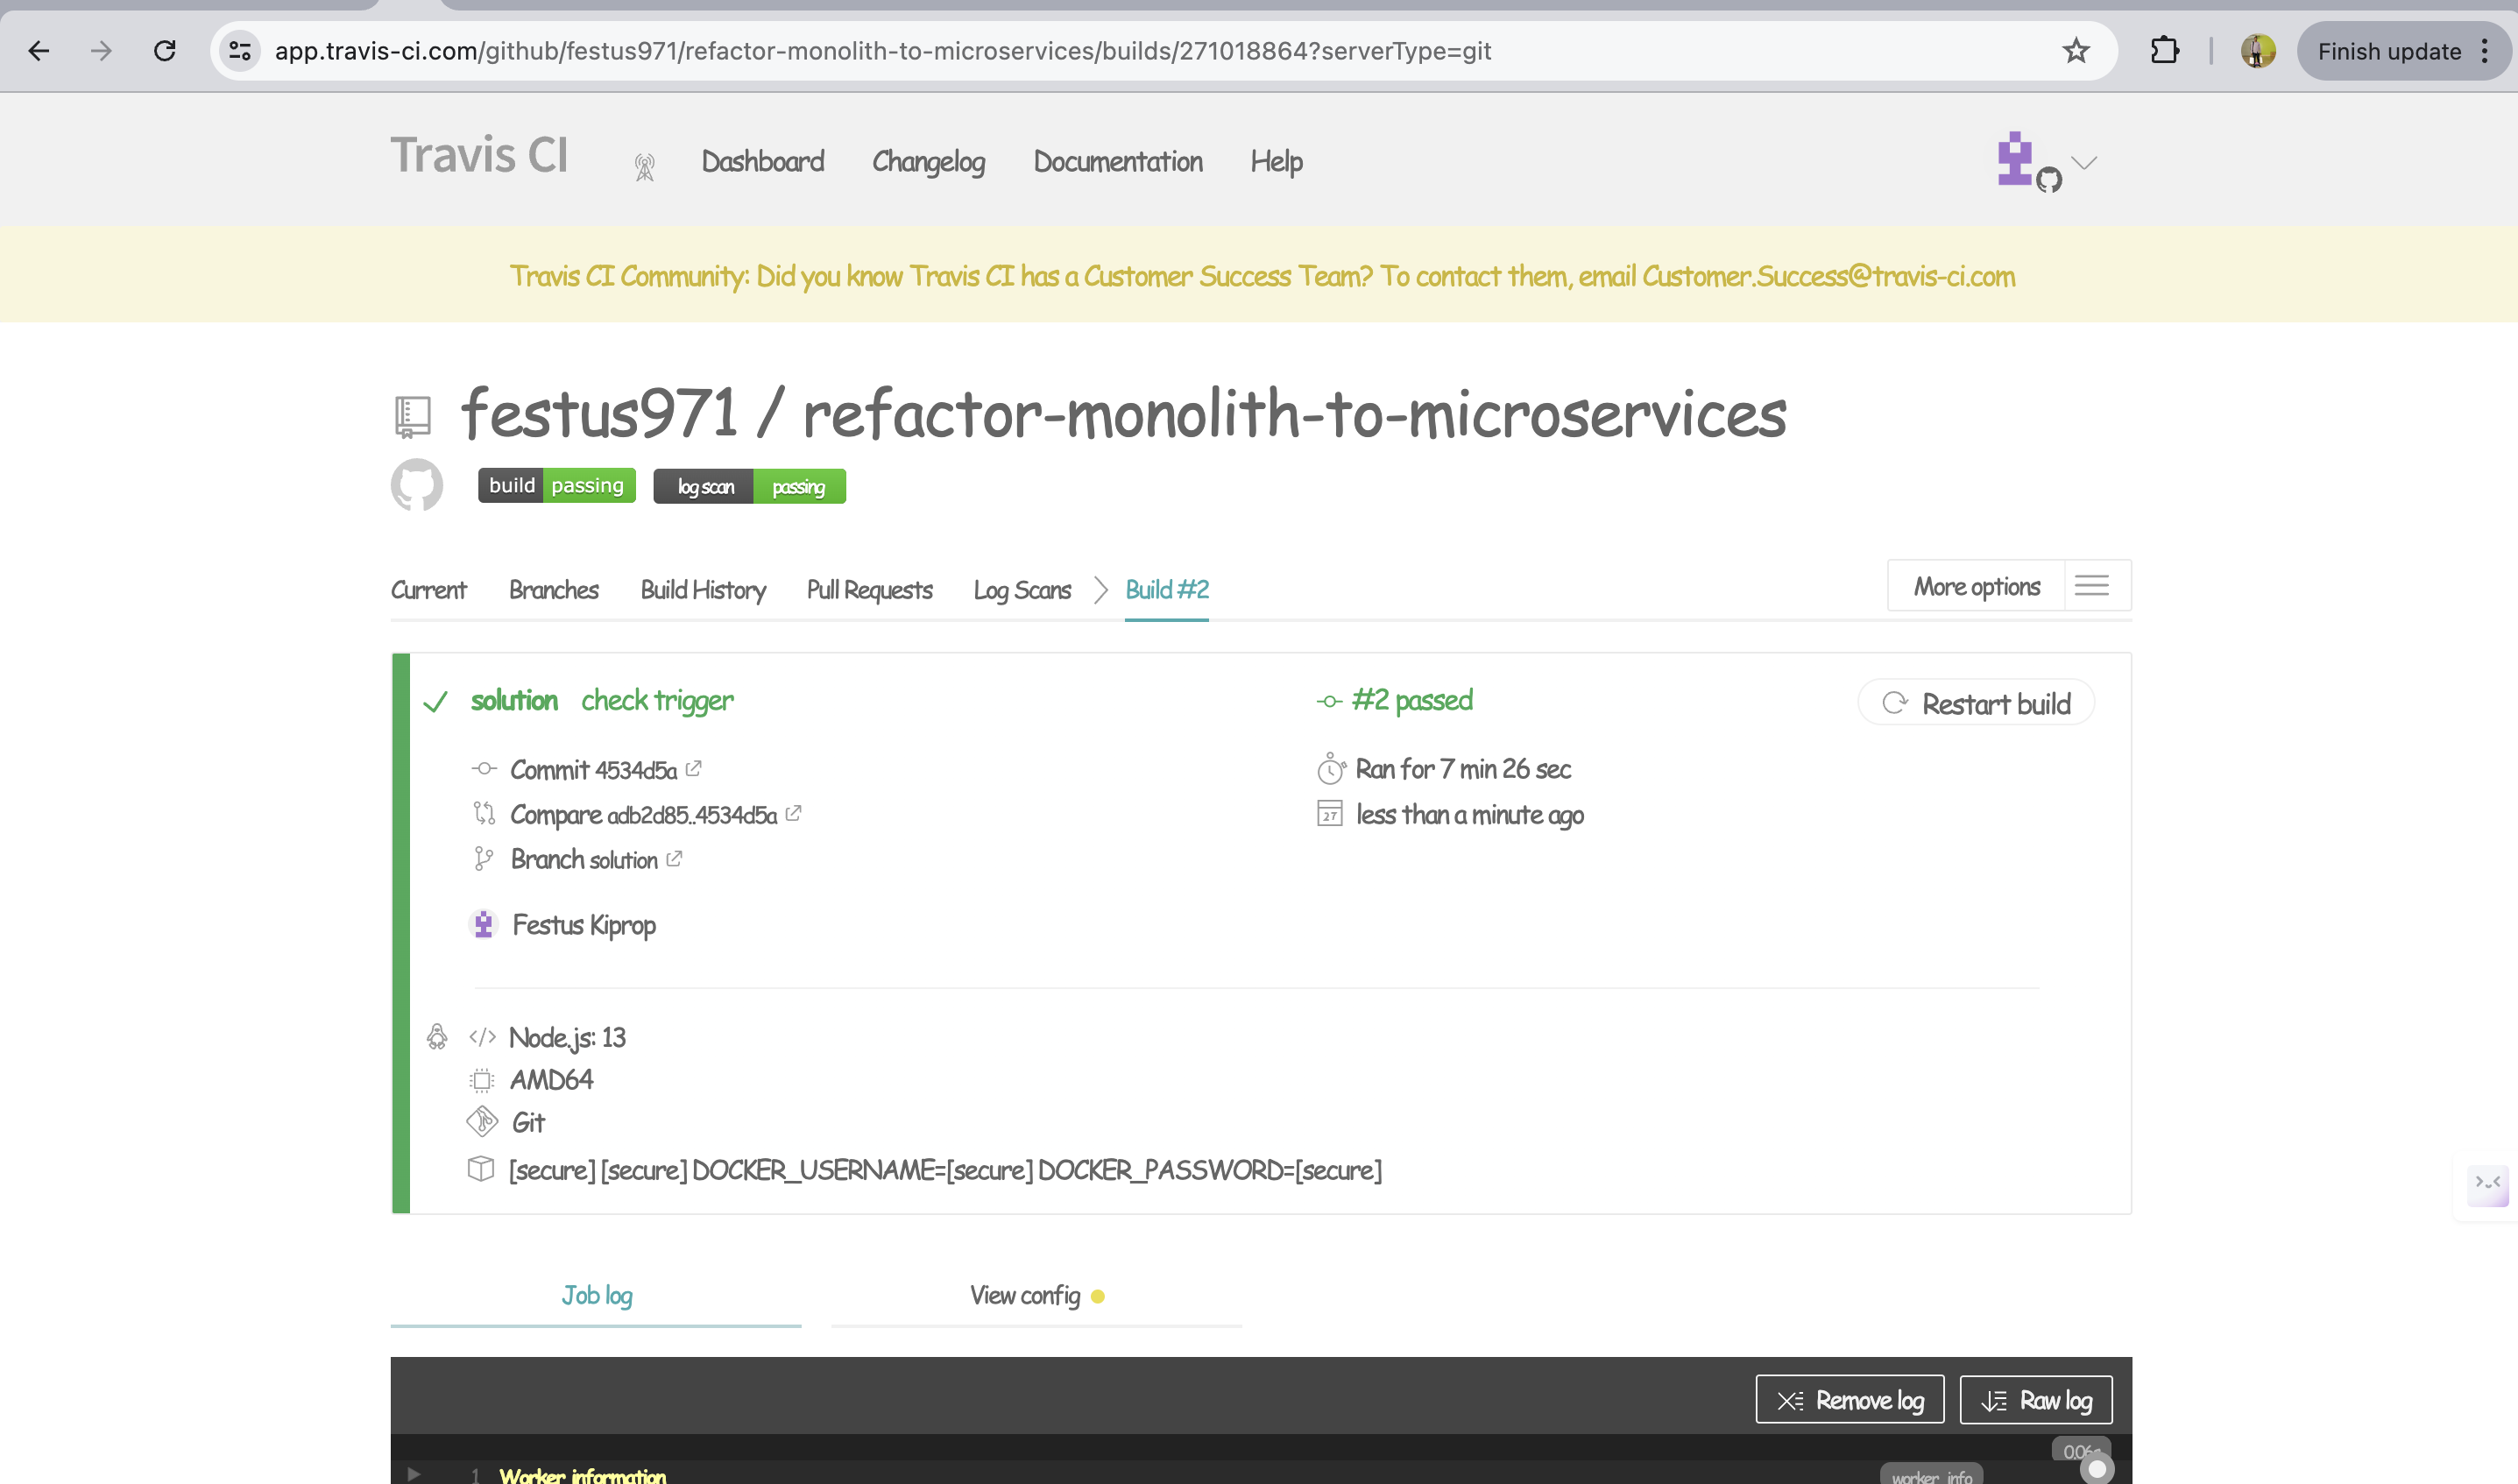 app.travis-ci.com/github/festus971/refactor-monolith-to-microservices/builds/271018864?serverType=git
Finish update
Travis CI
Dashboard
Changelog
Documentation
Help
Travis CI Community: Did you know Travis CI has a Customer Success Team? To contact them, email Customer.Success@travis-ci.com
festus971 / refactor-monolith-to-microservices
build passing
log scan passing
Current
Branches
Build History
Pull Requests
Log Scans
Build #2
More options
solution check trigger
#2 passed
Restart build
Commit 4534d5a
Ran for 7 min 26 sec
Compare adb2d85..4534d5a
27
less than a minute ago
Branch solution
Festus Kiprop
</> Node.js: 13
AMD64
Git
[secure] [secure] DOCKER_USERNAME=[secure] DOCKER_PASSWORD=[secure]
Job log
View config
Remove log
Raw log
1 Worker information
worker_info